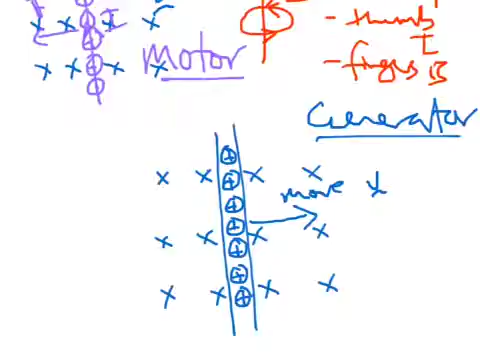 I
Motor
- thumb I
- fingers B
Generator
move